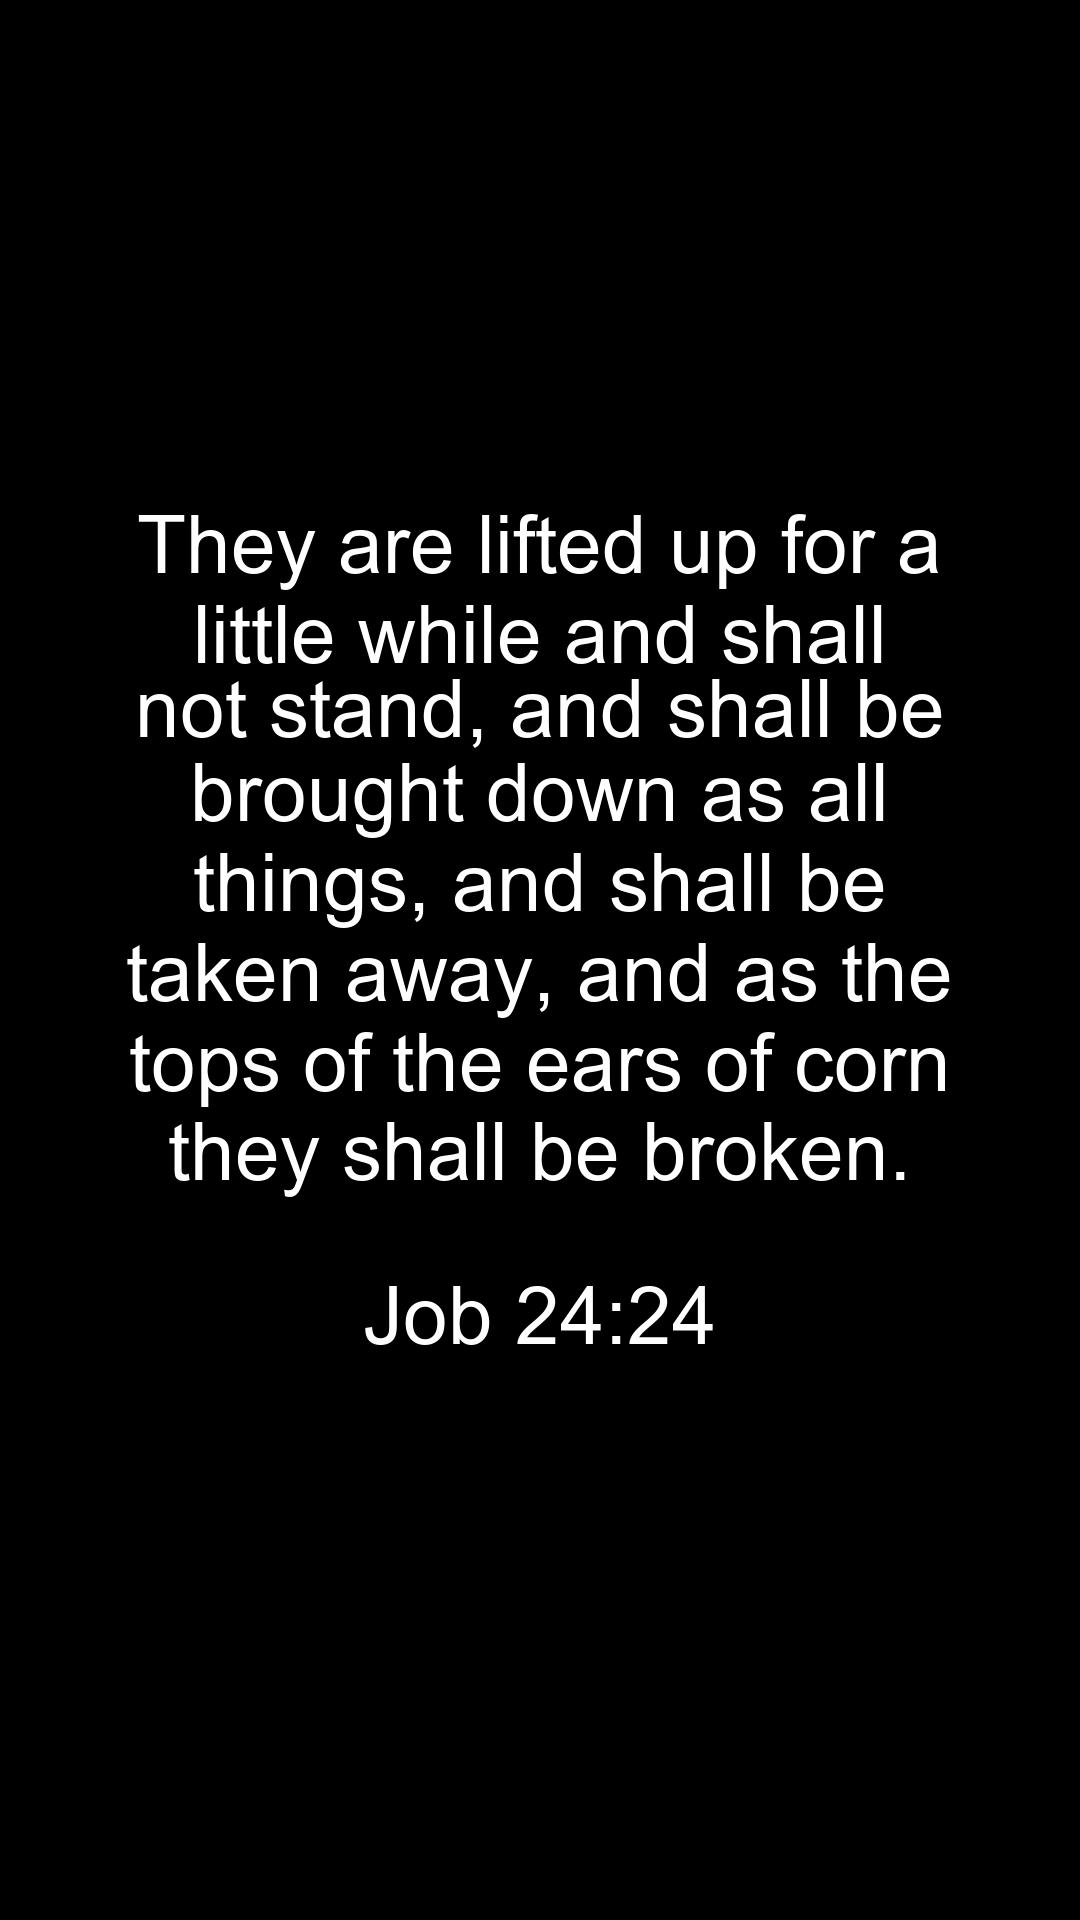 They are lifted up for a
little while and shall
not stand, and shall be
brought down as all
things, and shall be
taken away, and as the
tops of the ears of corn
they shall be broken.
Job 24:24